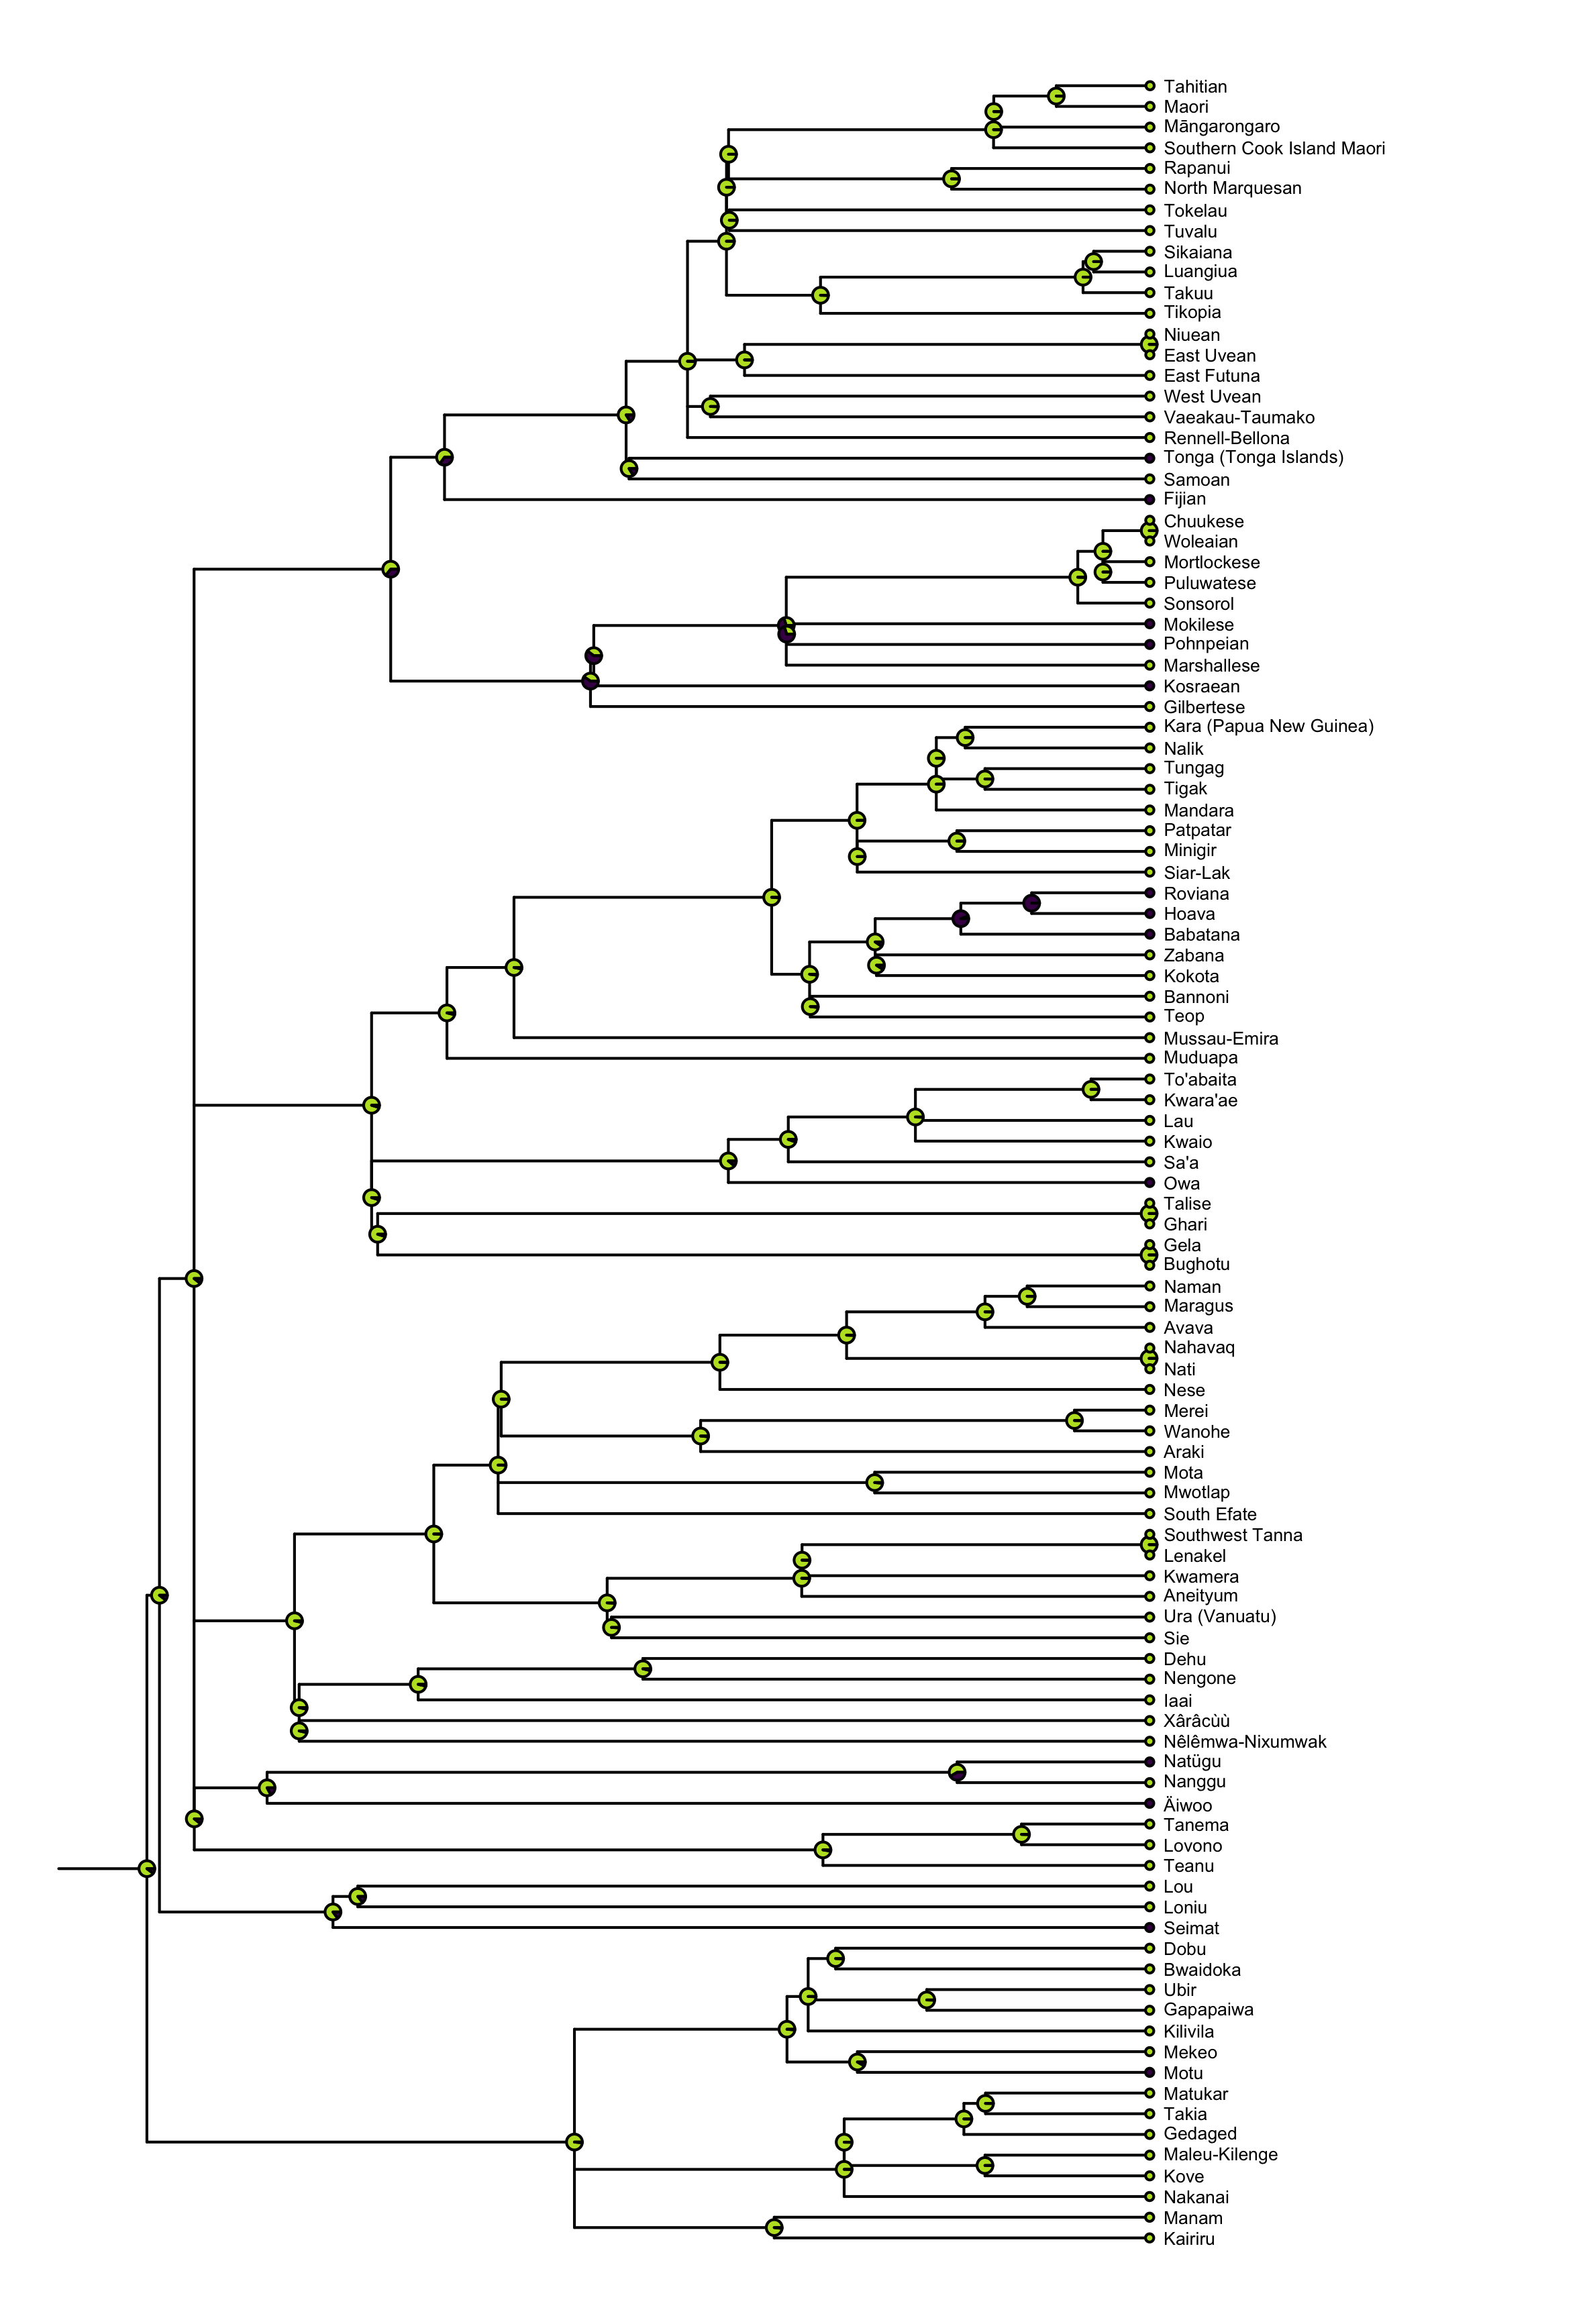 Tahitian
Maori
Māngarongaro
Southern Cook Island Maori
Rapanui
North Marquesan
Tokelau
Tuvalu
Sikaiana
Luangiua
Takuu
Tikopia
Niuean
East Uvean
East Futuna
West Uvean
Vaeakau-Taumako
Rennell-Bellona
Tonga (Tonga Islands)
Samoan
Fijian
Chuukese
Woleaian
Mortlockese
Puluwatese
Sonsorol
Mokilese
Pohnpeian
Marshallese
Kosraean
Gilbertese
Kara (Papua New Guinea)
Nalik
Tungag
Tigak
Mandara
Patpatar
Minigir
Siar-Lak
Roviana
Hoava
Babatana
Zabana
Kokota
Bannoni
Teop
Mussau-Emira
Muduapa
To'abaita
Kwara'ae
Lau
Kwaio
Sa'a
Owa
Talise
Ghari
Gela
Bughotu
Naman
Maragus
Avava
Nahavaq
Nati
Nese
Merei
Wanohe
Araki
Mota
Mwotlap
South Efate
Southwest Tanna
Lenakel
Kwamera
Aneityum
Ura (Vanuatu)
Sie
Dehu
Nengone
Iaai
Xârâcùù
Nêlêmwa-Nixumwak
Natügu
Nanggu
Äiwoo
Tanema
Lovono
Teanu
Lou
Loniu
Seimat
Dobu
Bwaidoka
Ubir
Gapapaiwa
Kilivila
Mekeo
Motu
Matukar
Takia
Gedaged
Maleu-Kilenge
Kove
Nakanai
Manam
Kairiru